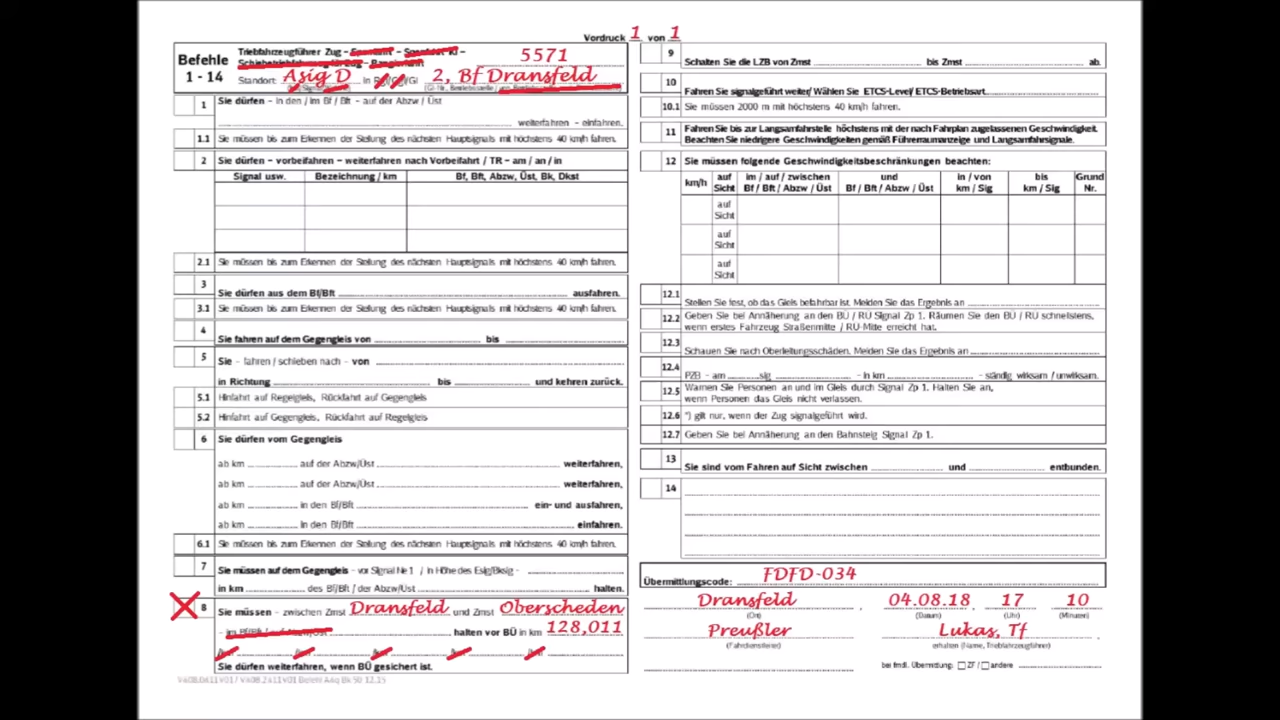 Vordruck 1 von 1
Befehle
1 - 14
Triebfahrzeugführer Zug – Sperrfahrt – Sperrfahrt Kl – 5571
Schiebetriebfahrzeug für Zug – Rangierfahrt
Standort: Asig D in 2, Bf Dransfeld
1 Sie dürfen – in den / im Bf / Bft – auf der Abzw / Üst
weiterfahren – einfahren.
1.1 Sie müssen bis zum Erkennen der Stellung des nächsten Hauptsignals mit höchstens 40 km/h fahren.
2 Sie dürfen – vorbeifahren – weiterfahren nach Vorbeifahrt / TR – am / an / in
Signal usw. Bezeichnung / km Bf, Bft, Abzw, Üst, Bk, Dkst
2.1 Sie müssen bis zum Erkennen der Stellung des nächsten Hauptsignals mit höchstens 40 km/h fahren.
3 Sie dürfen aus dem Bf/Bft ausfahren.
3.1 Sie müssen bis zum Erkennen der Stellung des nächsten Hauptsignals mit höchstens 40 km/h fahren.
4 Sie fahren auf dem Gegengleis von bis
5 Sie – fahren / schieben nach – von
in Richtung bis und kehren zurück.
5.1 Hinfahrt auf Regelgleis, Rückfahrt auf Gegengleis
5.2 Hinfahrt auf Gegengleis, Rückfahrt auf Regelgleis
6 Sie dürfen vom Gegengleis
ab km auf der Abzw/Üst weiterfahren,
ab km auf der Abzw/Üst weiterfahren,
ab km in den Bf/Bft ein- und ausfahren,
ab km in den Bf/Bft einfahren.
6.1 Sie müssen bis zum Erkennen der Stellung des nächsten Hauptsignals mit höchstens 40 km/h fahren.
7 Sie müssen auf dem Gegengleis – vor Signal Ne 1 / in Höhe des Esig/Bksig -
in km des Bf/Bft / der Abzw/Üst halten.
8 Sie müssen - zwischen Zmst Dransfeld und Zmst Oberscheden
- im Bf/Bft / auf der Abzw/Üst halten vor BÜ in km 128,011
Sie dürfen weiterfahren, wenn BÜ gesichert ist.
9 Schalten Sie die LZB von Zmst bis Zmst ab.
10 Fahren Sie signalgeführt weiter/ Wählen Sie ETCS-Level/ ETCS-Betriebsart
10.1 Sie müssen 2000 m mit höchstens 40 km/h fahren.
11 Fahren Sie bis zur Langsamfahrstelle höchstens mit der nach Fahrplan zugelassenen Geschwindigkeit.
Beachten Sie niedrigere Geschwindigkeiten gemäß Führerraumanzeige und Langsamfahrsignale.
12 Sie müssen folgende Geschwindigkeitsbeschränkungen beachten:
km/h auf Sicht im / auf / zwischen Bf / Bft / Abzw / Üst und Bf / Bft / Abzw / Üst in / von km / Sig bis km / Sig Grund Nr.
auf Sicht
auf Sicht
auf Sicht
12.1 Stellen Sie fest, ob das Gleis befahrbar ist. Melden Sie das Ergebnis an
12.2 Geben Sie bei Annäherung an den BÜ / RÜ Signal Zp 1. Räumen Sie den BÜ / RÜ schnellstens,
wenn erstes Fahrzeug Straßenmitte / RÜ-Mitte erreicht hat.
12.3 Schauen Sie nach Oberleitungsschäden. Melden Sie das Ergebnis an
12.4 PZB - am sig - in km - ständig wirksam / unwirksam.
12.5 Warnen Sie Personen an und im Gleis durch Signal Zp 1. Halten Sie an,
wenn Personen das Gleis nicht verlassen.
12.6 *) gilt nur, wenn der Zug signalgeführt wird.
12.7 Geben Sie bei Annäherung an den Bahnsteig Signal Zp 1.
13 Sie sind vom Fahren auf Sicht zwischen und entbunden.
14
Übermittlungscode: FDFD-034
Dransfeld , 04.08.18 17 10
(Ort) (Datum) (Uhr) (Minuten)
Preußler Lukas, Tf
(Fahrdienstleiter) erhalten (Name, Triebfahrzeugführer)
bei fmdl. Übermittlung: ZF / andere